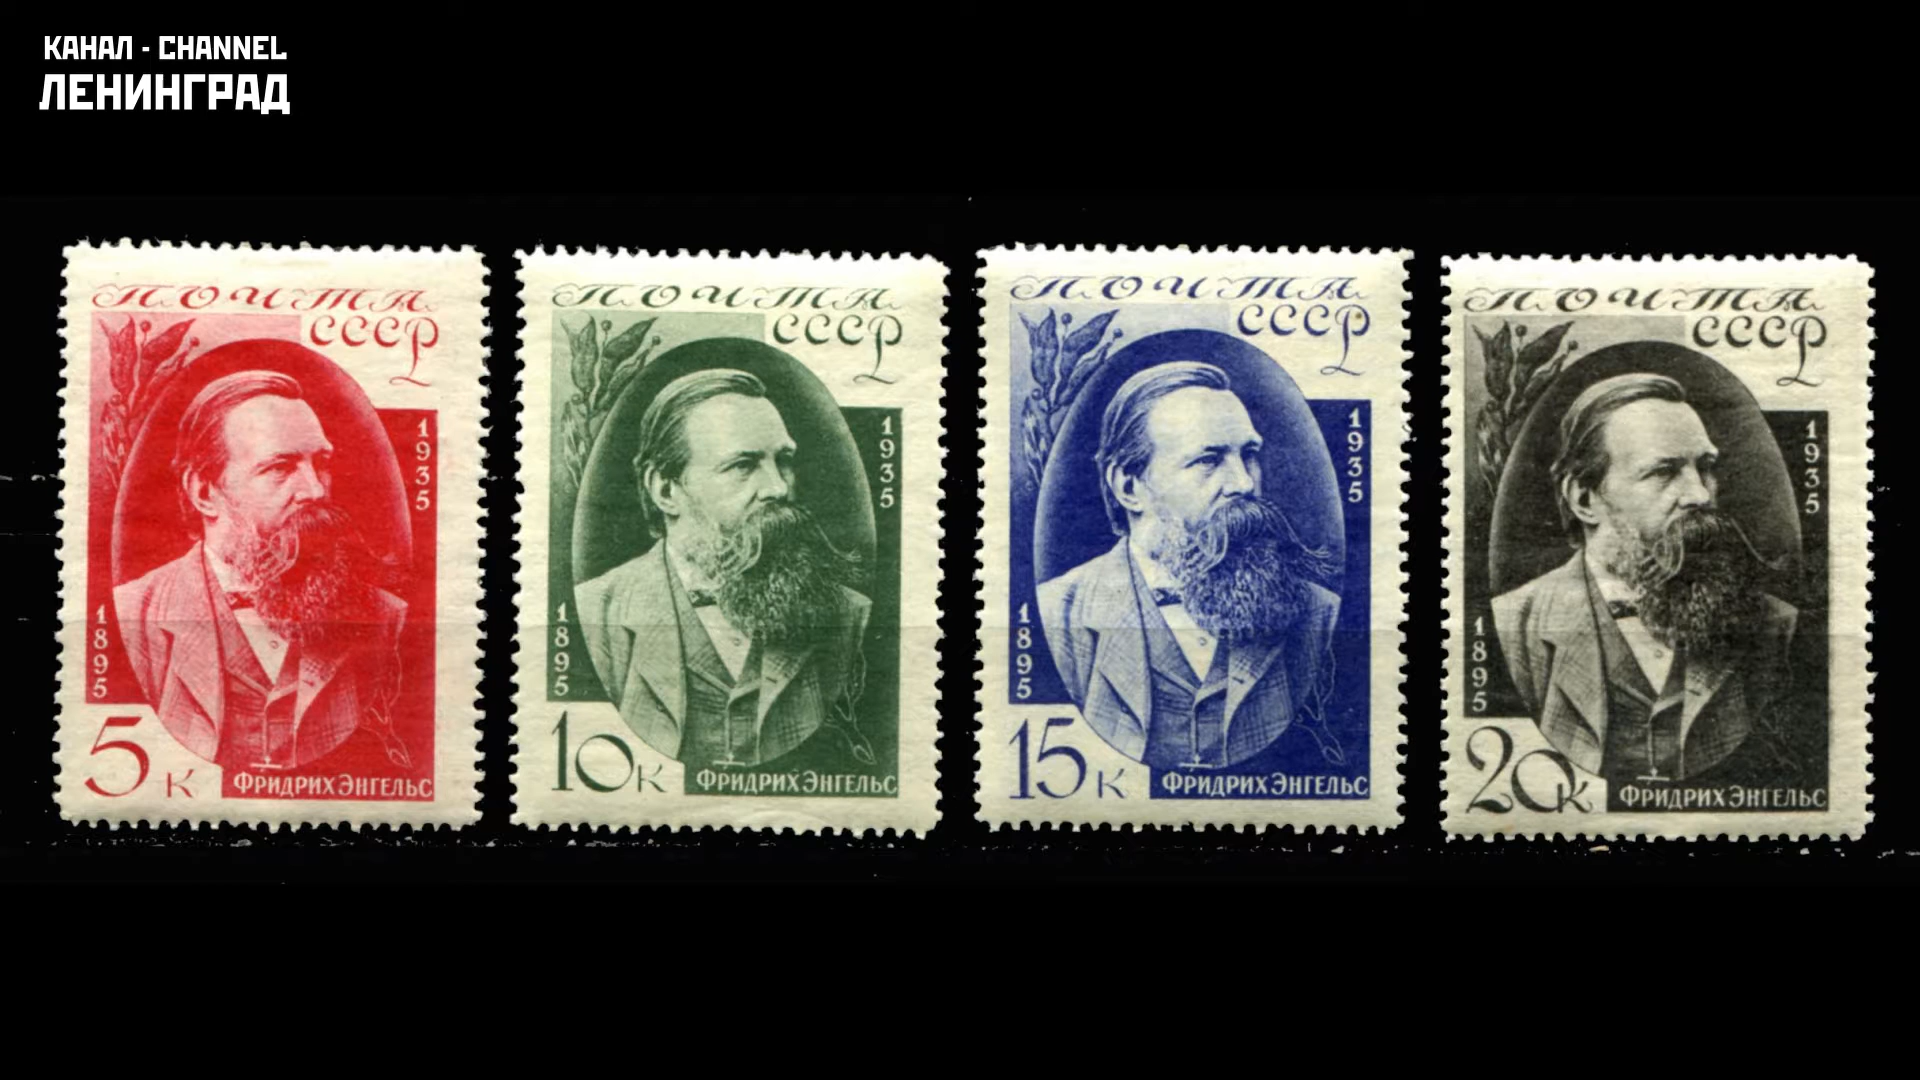 КАНАЛ - CHANNEL
ЛЕНИНГРАД
ПОЧТА
СССР
1935
1895
5 К
ФРИДРИХ ЭНГЕЛЬС
ПОЧТА
СССР
1935
1895
10 К
ФРИДРИХ ЭНГЕЛЬС
ПОЧТА
СССР
1935
1895
15 К
ФРИДРИХ ЭНГЕЛЬС
ПОЧТА
СССР
1935
1895
20 К
ФРИДРИХ ЭНГЕЛЬС